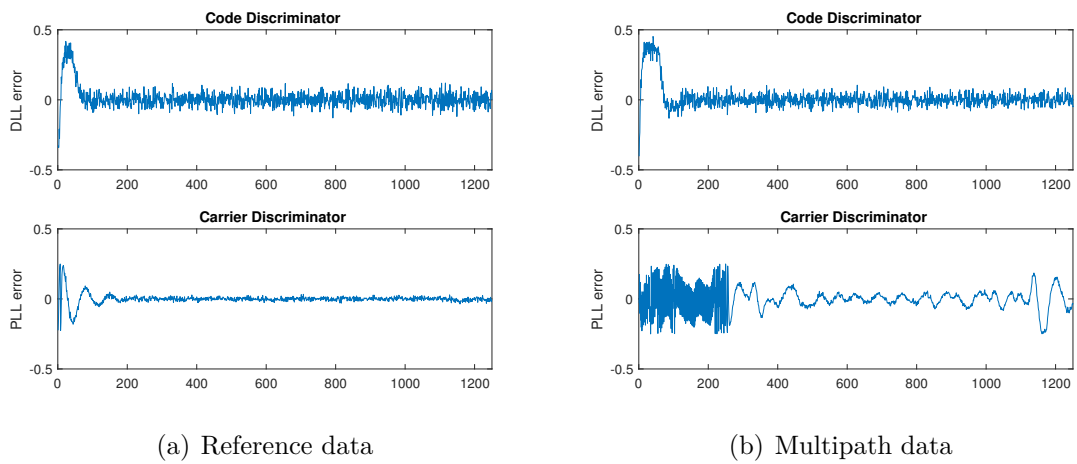 Code Discriminator
0.5
0
-0.5
DLL error
0 200 400 600 800 1000 1200
Carrier Discriminator
0.5
0
-0.5
PLL error
0 200 400 600 800 1000 1200
(a) Reference data
Code Discriminator
0.5
0
-0.5
DLL error
0 200 400 600 800 1000 1200
Carrier Discriminator
0.5
0
-0.5
PLL error
0 200 400 600 800 1000 1200
(b) Multipath data